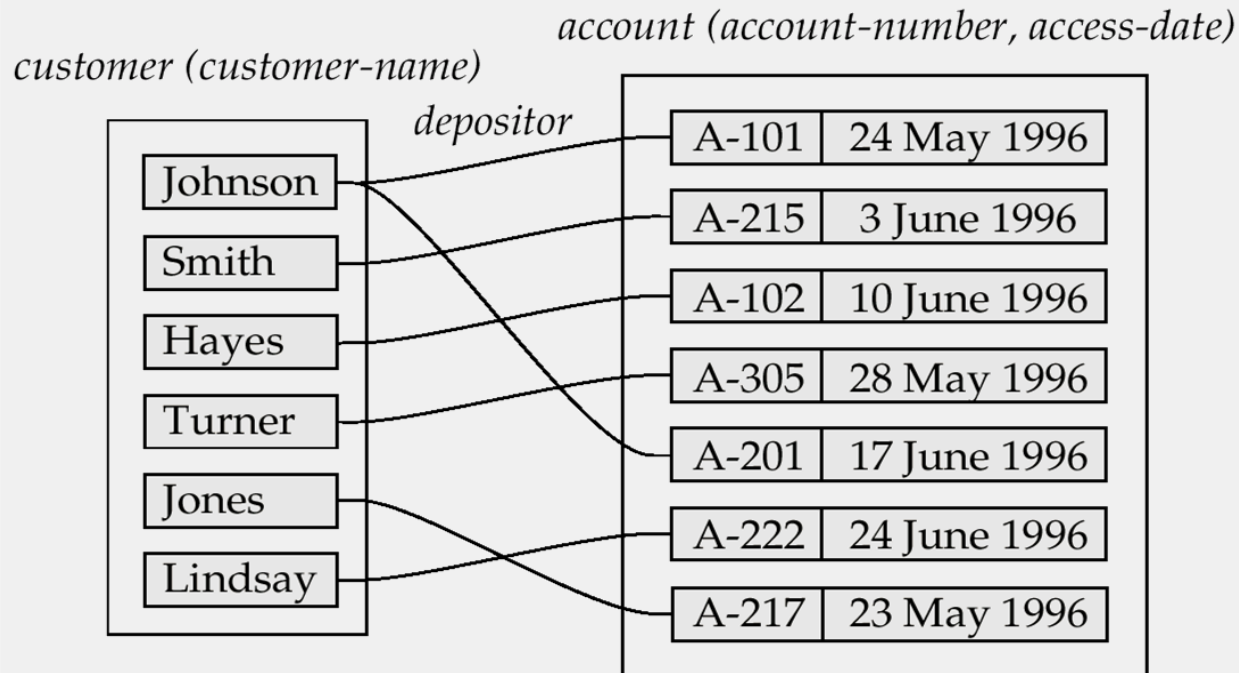 account (account-number, access-date)
customer (customer-name)
depositor
Johnson
Smith
Hayes
Turner
Jones
Lindsay
A-101 24 May 1996
A-215 3 June 1996
A-102 10 June 1996
A-305 28 May 1996
A-201 17 June 1996
A-222 24 June 1996
A-217 23 May 1996